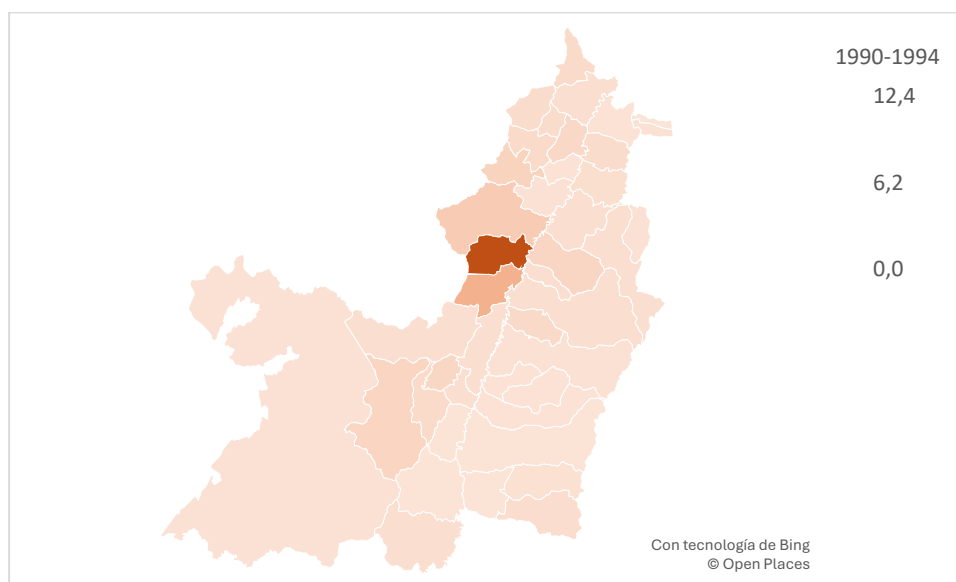 1990-1994
12,4
6,2
0,0
Con tecnología de Bing
© Open Places